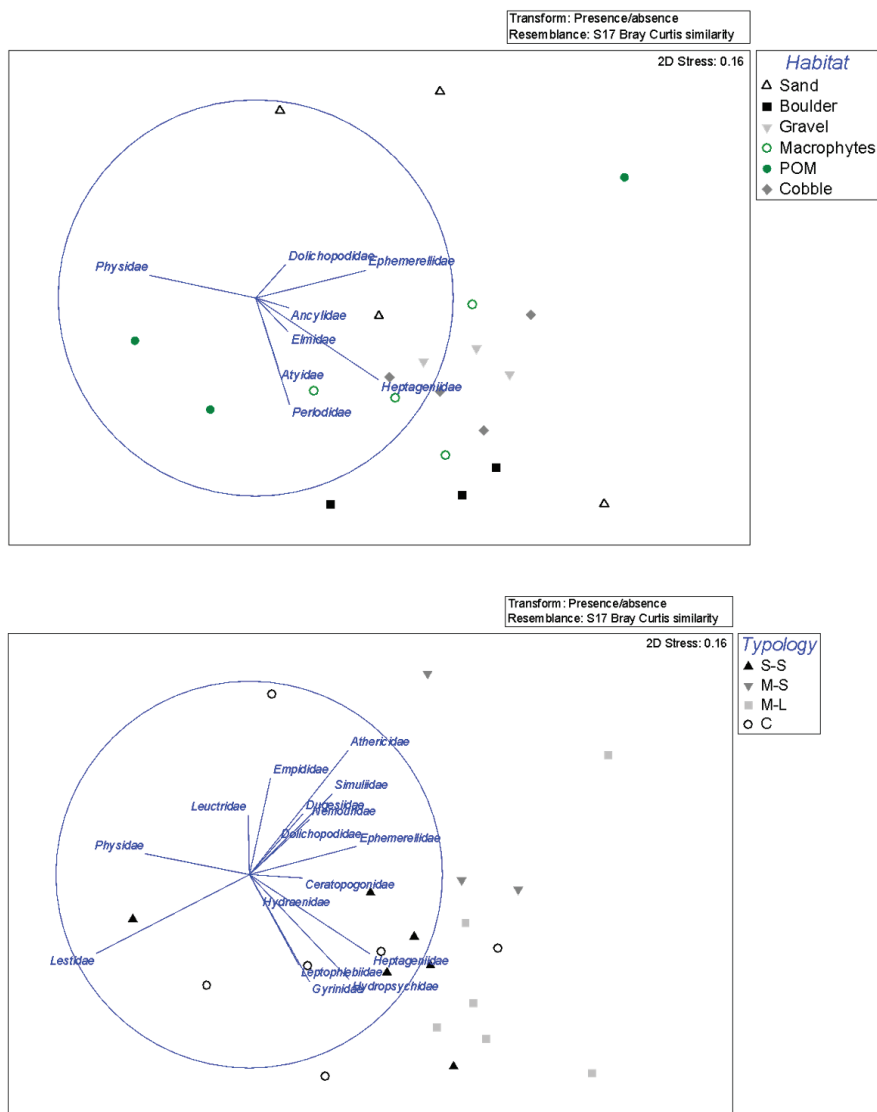 Transform: Presence/absence
Resemblance: S17 Bray Curtis similarity
2D Stress: 0.16
Habitat
Sand
Boulder
Gravel
Macrophytes
POM
Cobble
Dolichopodidae
Ephemerellidae
Physidae
Ancylidae
Elmidae
Atyidae
Heptageniidae
Perlodidae
Transform: Presence/absence
Resemblance: S17 Bray Curtis similarity
2D Stress: 0.16
Typology
S-S
M-S
M-L
C
Athericidae
Empididae
Simuliidae
Leuctridae
Dugesiidae
Nemouridae
Dolichopodidae
Ephemerellidae
Physidae
Ceratopogonidae
Hydraenidae
Lestidae
Heptageniidae
Leptophlebiidae
Gyrinidae
Hydropsychidae